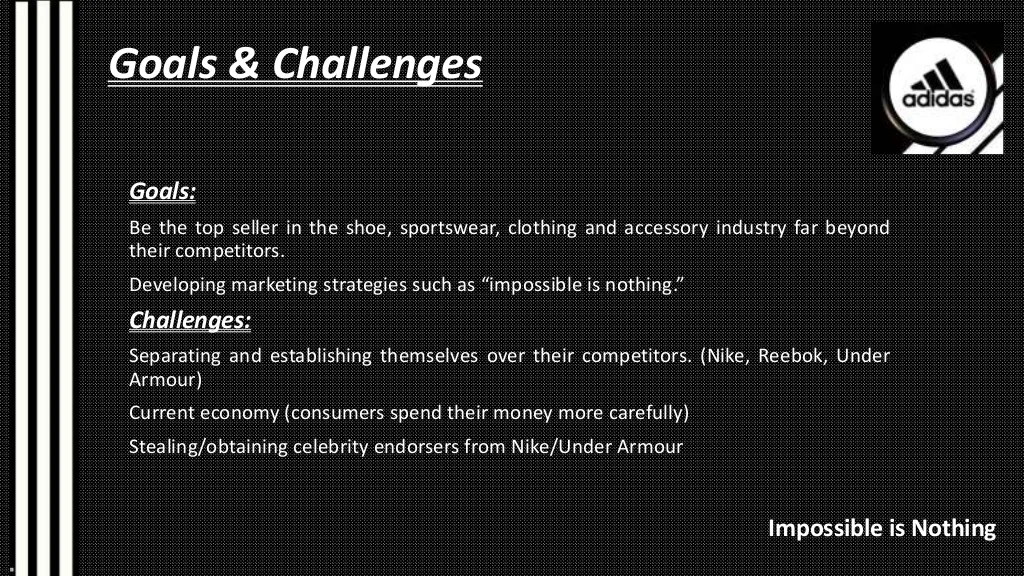 Goals & Challenges
adidas
Goals:
Be the top seller in the shoe, sportswear, clothing and accessory industry far beyond
their competitors.
Developing marketing strategies such as “impossible is nothing.”
Challenges:
Separating and establishing themselves over their competitors. (Nike, Reebok, Under
Armour)
Current economy (consumers spend their money more carefully)
Stealing/obtaining celebrity endorsers from Nike/Under Armour
Impossible is Nothing